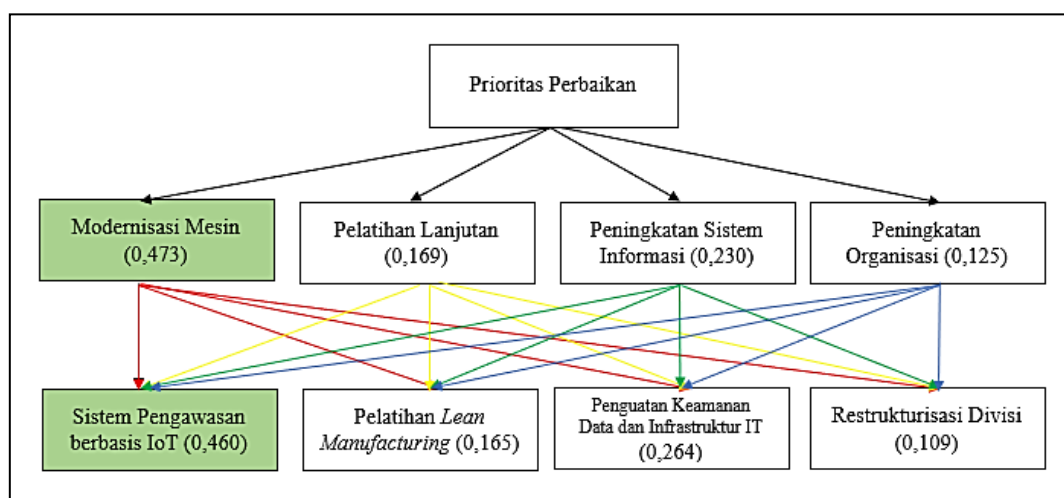 Prioritas Perbaikan
Modernisasi Mesin
(0,473)
Pelatihan Lanjutan
(0,169)
Peningkatan Sistem
Informasi (0,230)
Peningkatan
Organisasi (0,125)
Sistem Pengawasan
berbasis IoT (0,460)
Pelatihan Lean
Manufacturing (0,165)
Penguatan Keamanan
Data dan Infrastruktur IT
(0,264)
Restrukturisasi Divisi
(0,109)